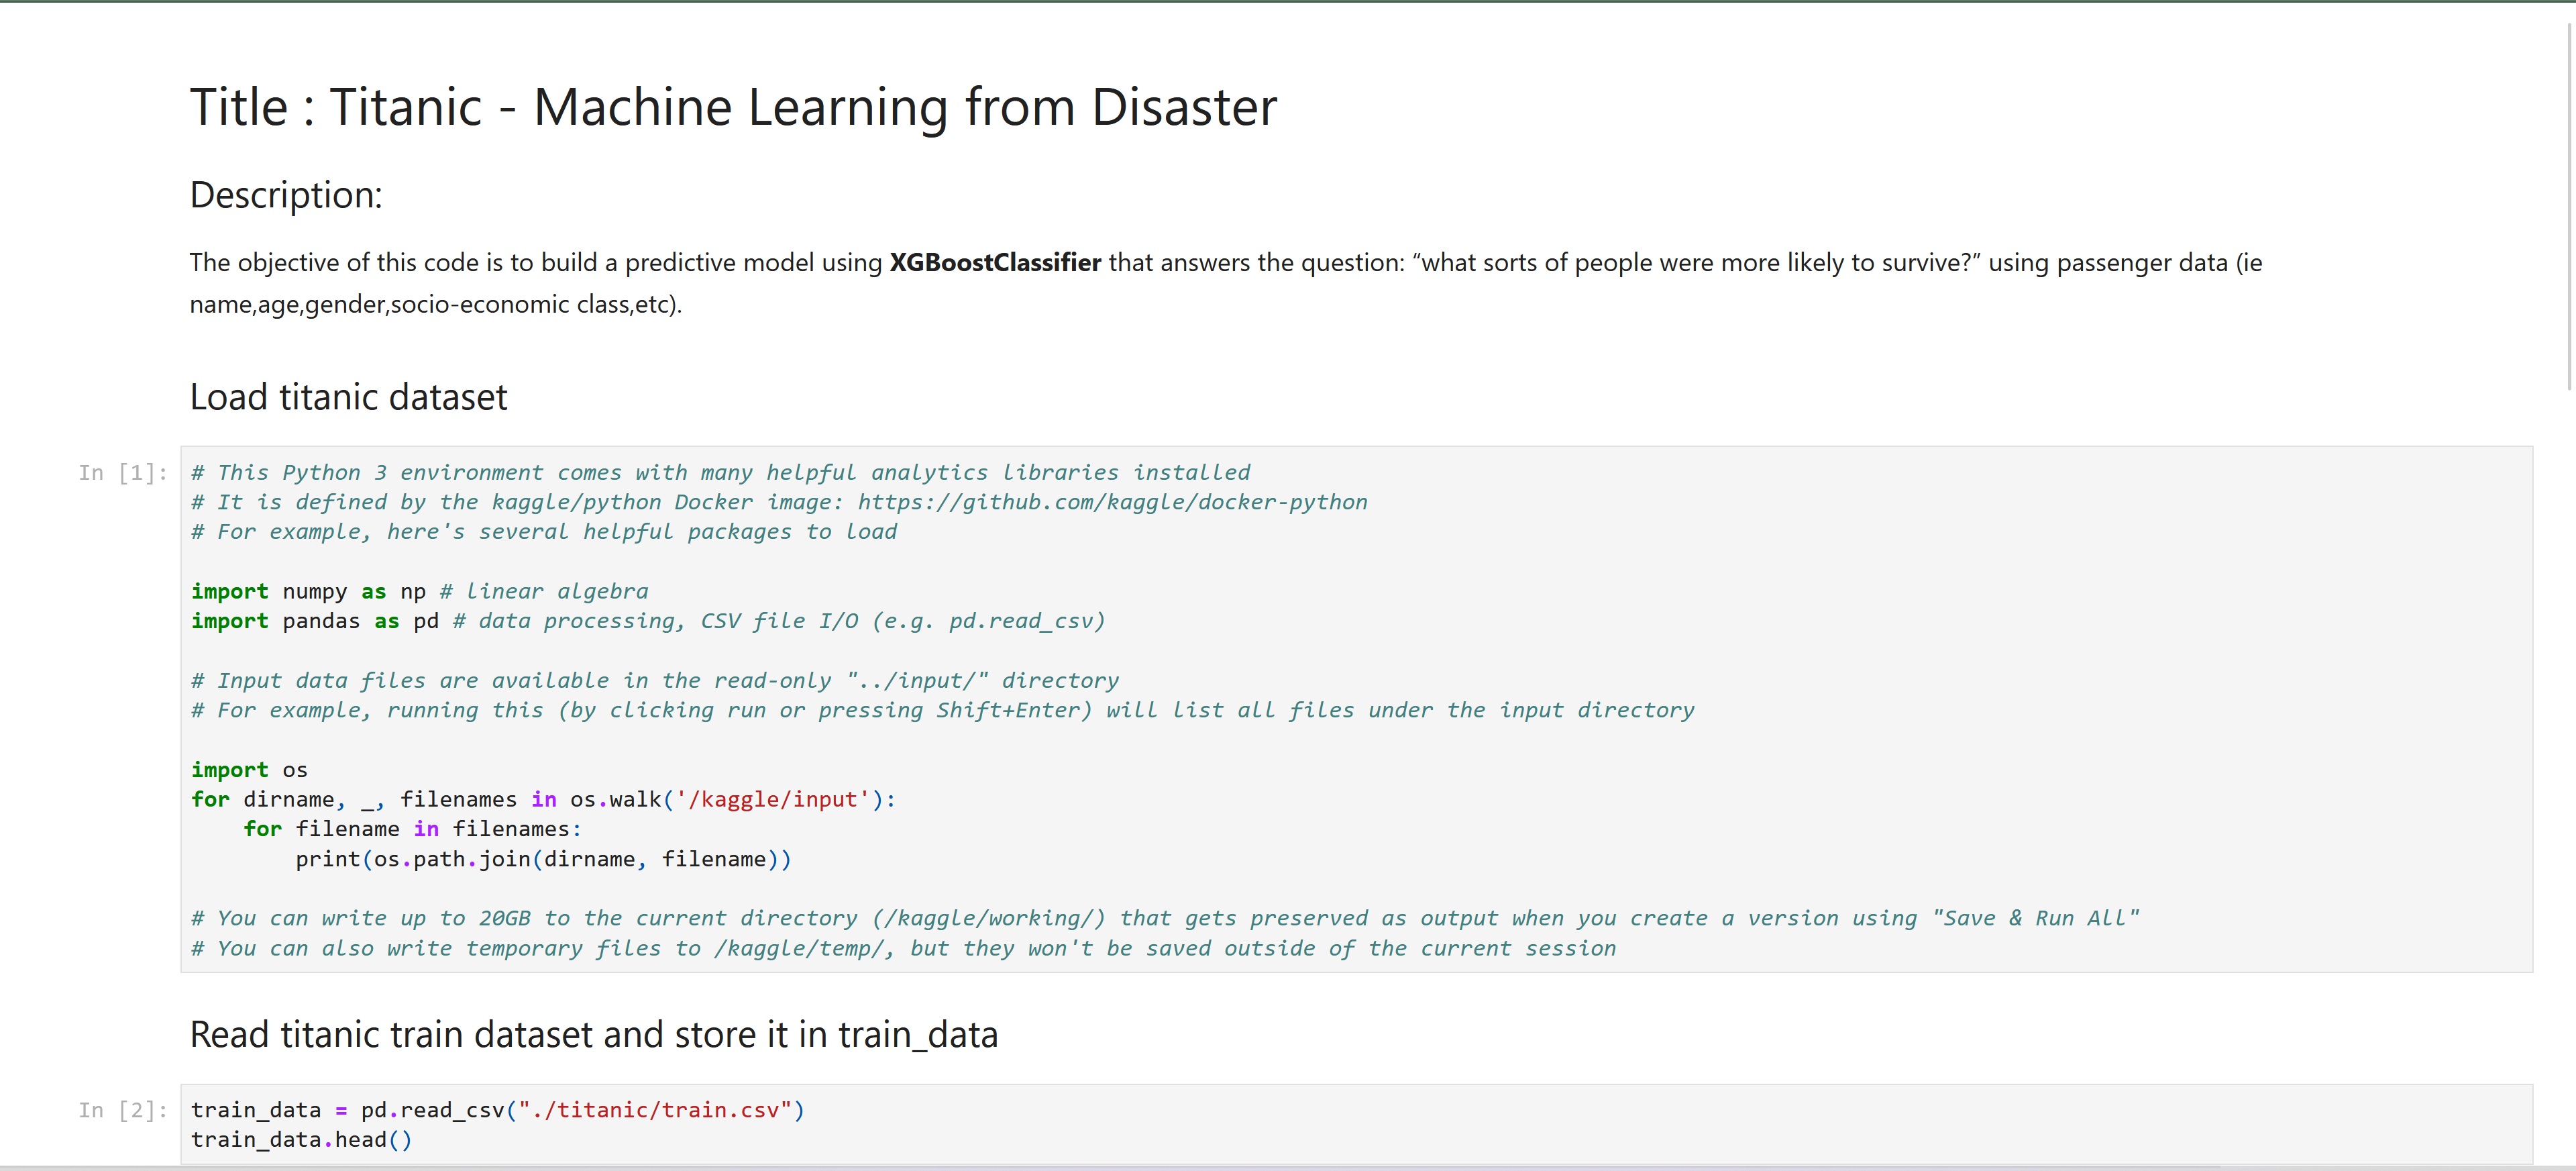 Title : Titanic - Machine Learning from Disaster
Description:
The objective of this code is to build a predictive model using XGBoostClassifier that answers the question: “what sorts of people were more likely to survive?” using passenger data (ie
name,age,gender,socio-economic class,etc).
Load titanic dataset
In [1]:
# This Python 3 environment comes with many helpful analytics libraries installed
# It is defined by the kaggle/python Docker image: https://github.com/kaggle/docker-python
# For example, here's several helpful packages to load
import numpy as np # linear algebra
import pandas as pd # data processing, CSV file I/O (e.g. pd.read_csv)
# Input data files are available in the read-only "../input/" directory
# For example, running this (by clicking run or pressing Shift+Enter) will list all files under the input directory
import os
for dirname, _, filenames in os.walk('/kaggle/input'):
    for filename in filenames:
        print(os.path.join(dirname, filename))
# You can write up to 20GB to the current directory (/kaggle/working/) that gets preserved as output when you create a version using "Save & Run All"
# You can also write temporary files to /kaggle/temp/, but they won't be saved outside of the current session
Read titanic train dataset and store it in train_data
In [2]:
train_data = pd.read_csv("./titanic/train.csv")
train_data.head()